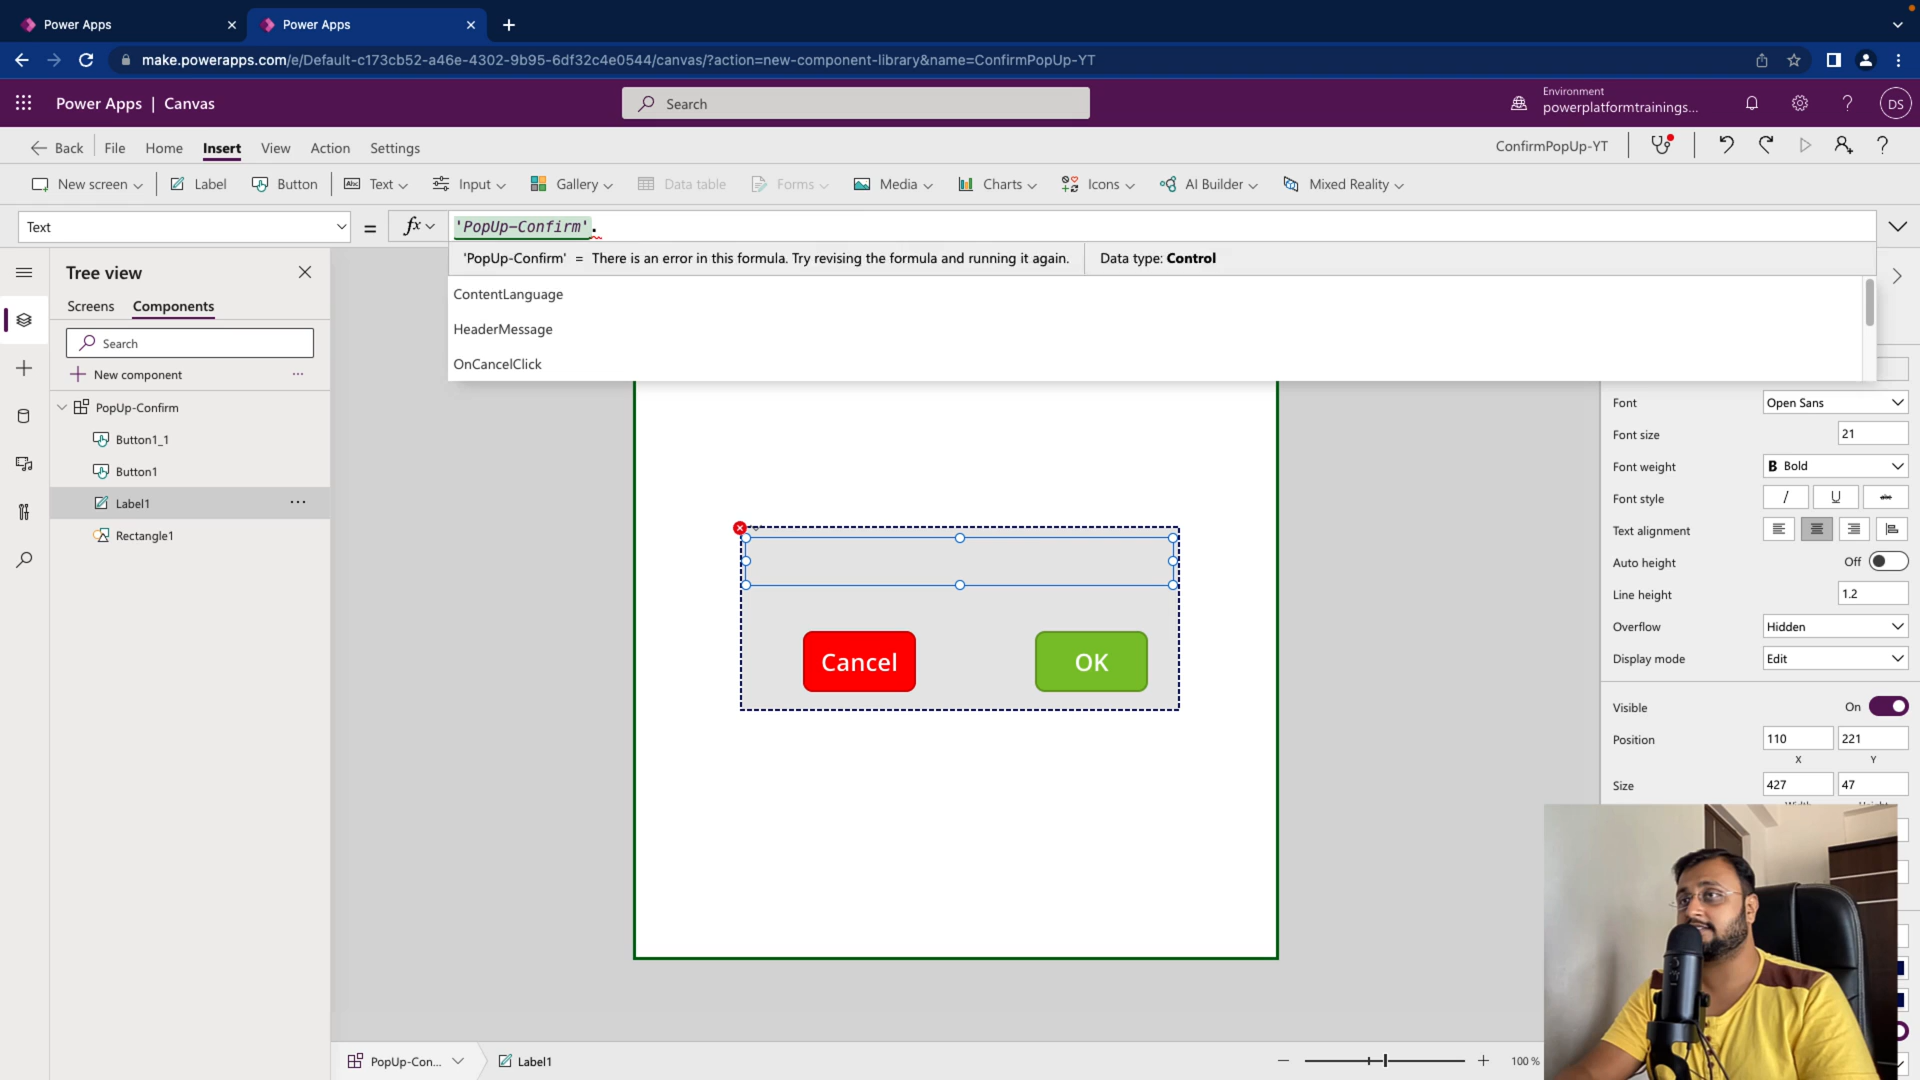 Power Apps
Power Apps
make.powerapps.com/e/Default-c173cb52-a46e-4302-9b95-6df32c4e0544/canvas/?action=new-component-library&name=ConfirmPopUp-YT
Power Apps | Canvas
Search
Environment
powerplatformtrainings...
DS
Back
File
Home
Insert
View
Action
Settings
ConfirmPopUp-YT
New screen
Label
Button
Text
Input
Gallery
Data table
Forms
Media
Charts
Icons
AI Builder
Mixed Reality
Text
=
fx
'PopUp-Confirm'.
'PopUp-Confirm' = There is an error in this formula. Try revising the formula and running it again.
Data type: Control
ContentLanguage
HeaderMessage
OnCancelClick
Tree view
Screens
Components
Search
New component
PopUp-Confirm
Button1_1
Button1
Label1
Rectangle1
Cancel
OK
Font
Open Sans
Font size
21
Font weight
B Bold
Font style
Text alignment
Auto height
Off
Line height
1.2
Overflow
Hidden
Display mode
Edit
Visible
On
Position
110
221
X
Y
Size
427
47
PopUp-Con...
Label1
100 %